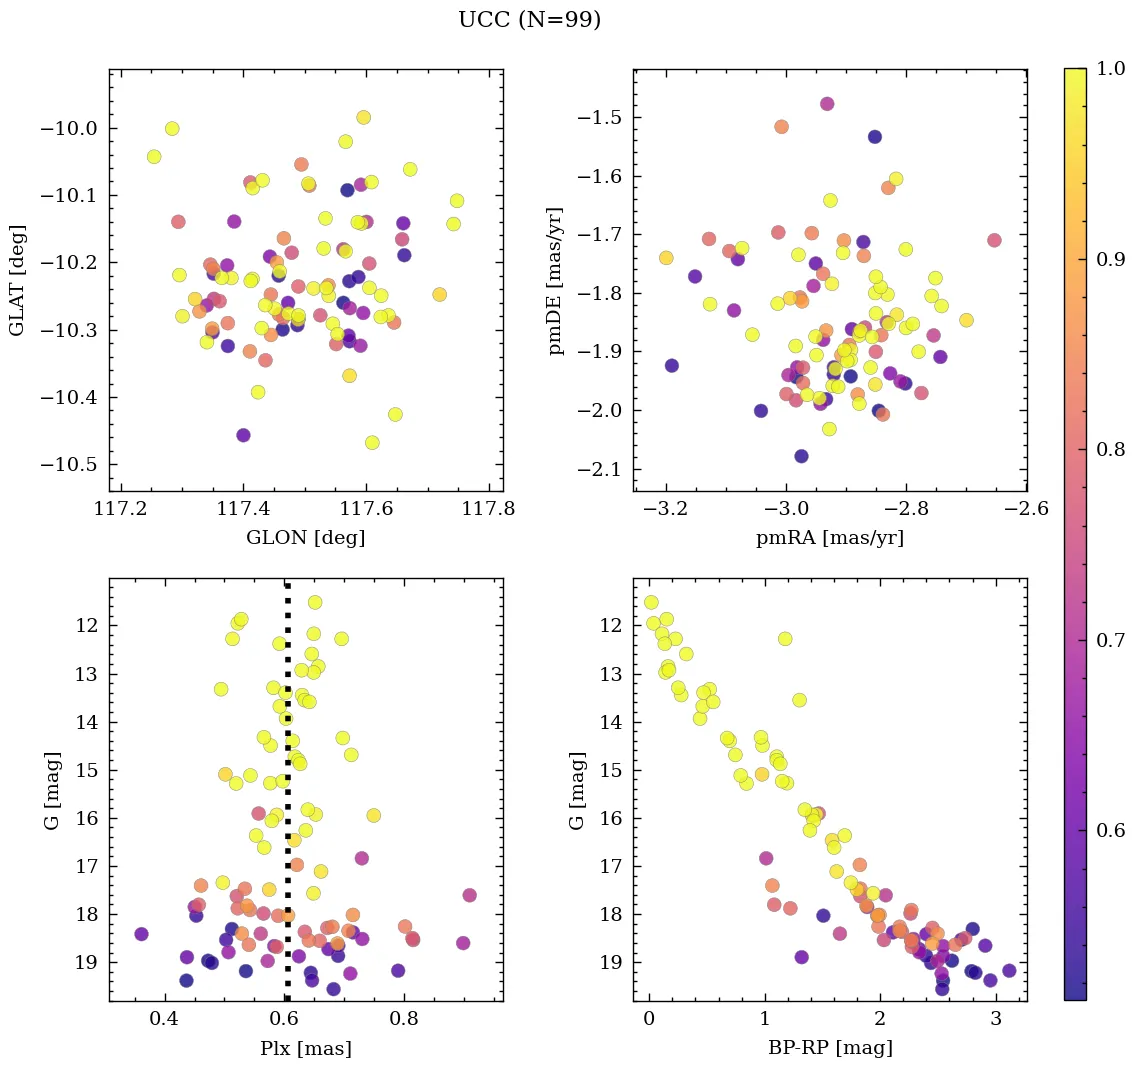 UCC (N=99)
−10.0
−10.1
−10.2
−10.3
−10.4
−10.5
GLAT [deg]
117.2 117.4 117.6 117.8
GLON [deg]
−1.5
−1.6
−1.7
−1.8
−1.9
−2.0
−2.1
pmDE [mas/yr]
−3.2 −3.0 −2.8 −2.6
pmRA [mas/yr]
12
13
14
15
16
17
18
19
G [mag]
0.4 0.6 0.8
Plx [mas]
12
13
14
15
16
17
18
19
G [mag]
0 1 2 3
BP-RP [mag]
1.0
0.9
0.8
0.7
0.6